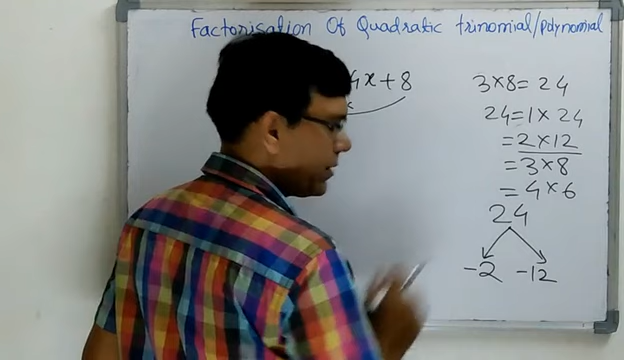 Factorisation Of Quadratic trinomial/polynomial
4x+8
x
3×8=24
24=1×24
=2×12
=3×8
=4×6
24
-2 -12